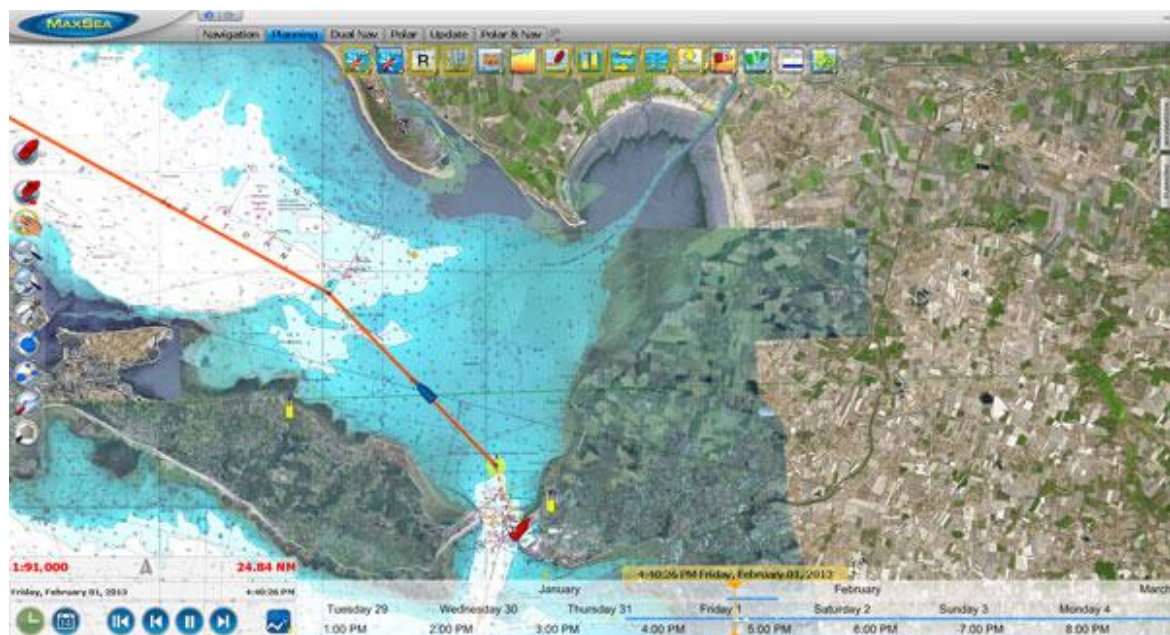 MAXSEA
Navigation Planning Dual Nav Polar Update Polar & Nav
R
1:91,000 24.84 NM
Friday, February 01, 2013 4:40:26 PM
4:40:26 PM Friday, February 01, 2013
January February March
Tuesday 29 Wednesday 30 Thursday 31 Friday 1 Saturday 2 Sunday 3 Monday 4
1:00 PM 2:00 PM 3:00 PM 4:00 PM 5:00 PM 6:00 PM 7:00 PM 8:00 PM